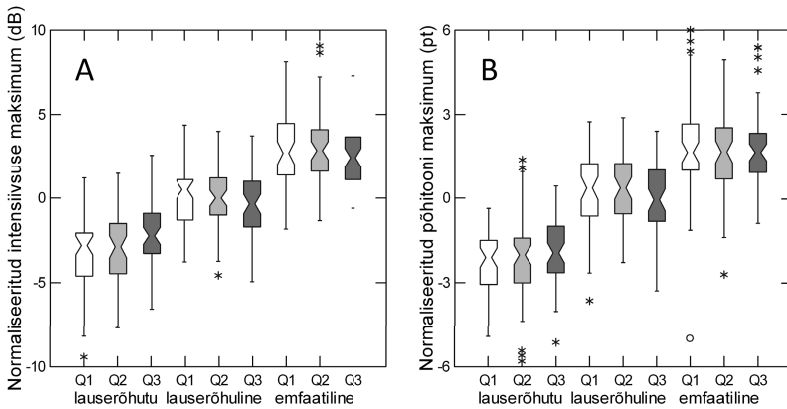 Normaliseeritud intensiivsuse maksimum (dB)
10
5
0
-5
-10
A
Q1 Q2 Q3 Q1 Q2 Q3 Q1 Q2 Q3
lauserõhutu lauserõhuline emfaatiline
Normaliseeritud põhitooni maksimum (pt)
6
3
0
-3
-6
B
Q1 Q2 Q3 Q1 Q2 Q3 Q1 Q2 Q3
lauserõhutu lauserõhuline emfaatiline